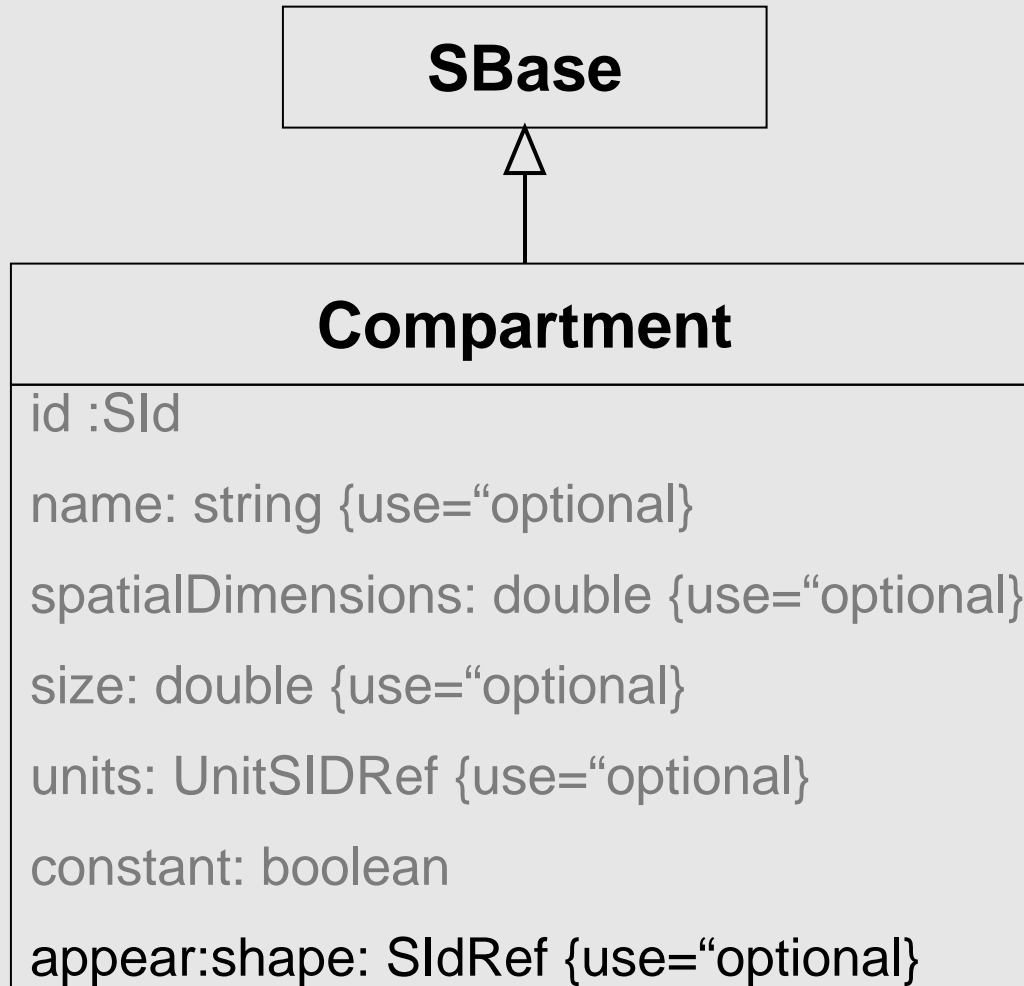 SBase
Compartment
id :SId
name: string {use=“optional}
spatialDimensions: double {use=“optional}
size: double {use=“optional}
units: UnitSIDRef {use=“optional}
constant: boolean
appear:shape: SIdRef {use=“optional}